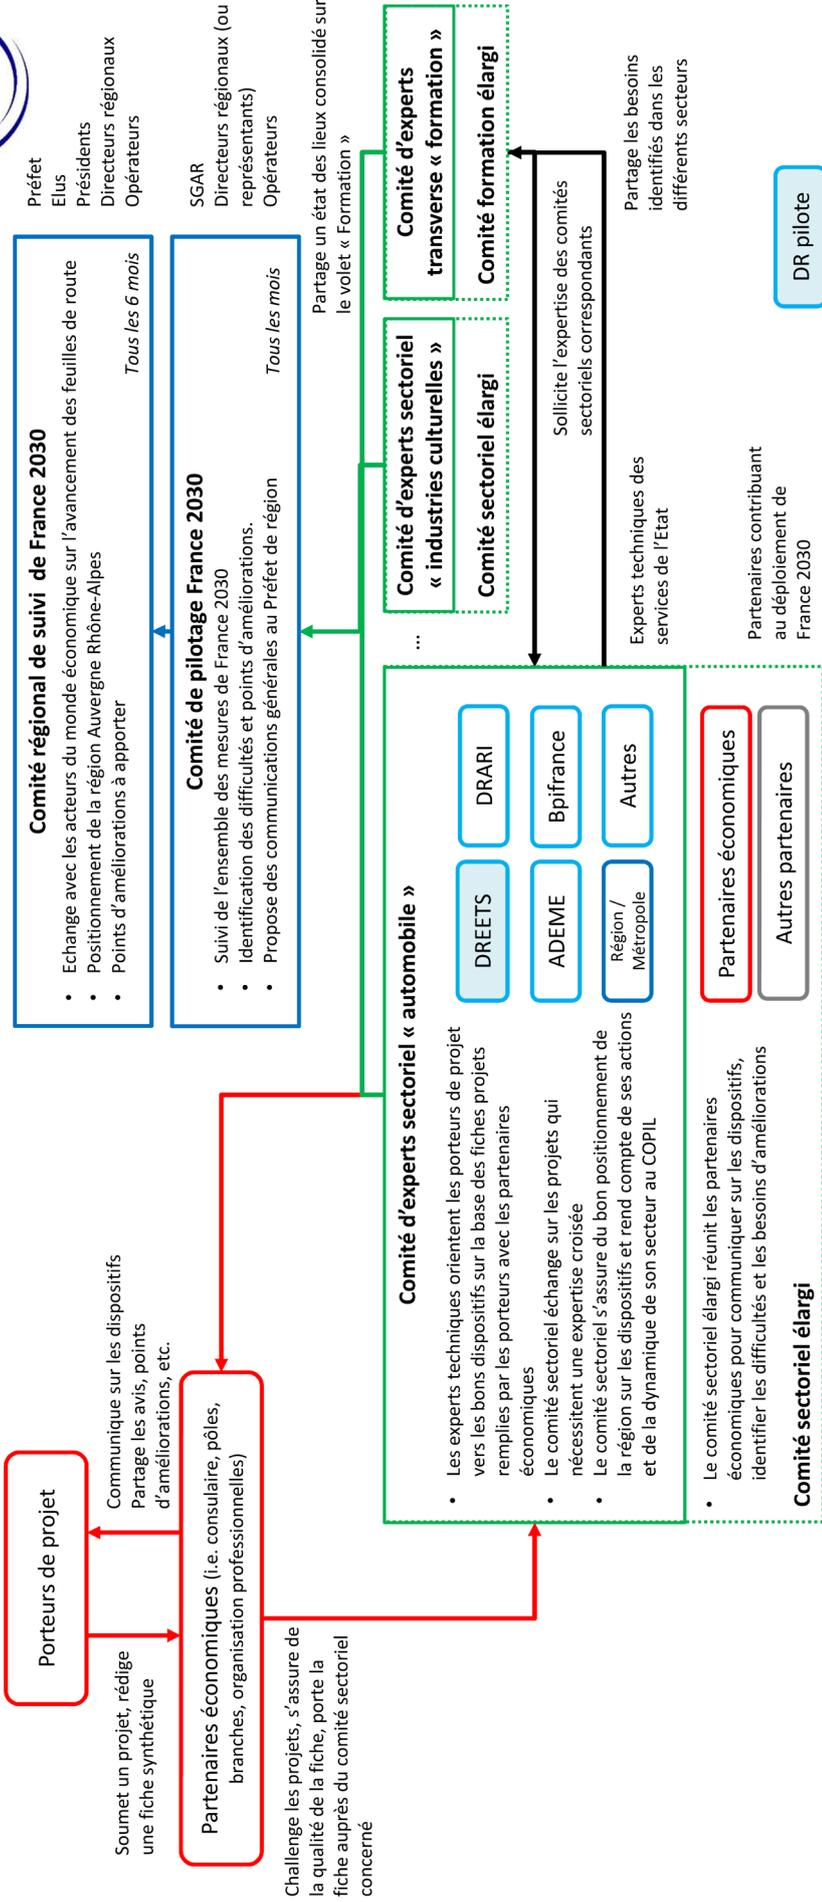 Porteurs de projet
Soumet un projet, rédige
une fiche synthétique
Communique sur les dispositifs
Partage les avis, points
d’améliorations, etc.
Partenaires économiques (i.e. consulaire, pôles,
branches, organisation professionnelles)
Challenge les projets, s’assure de
la qualité de la fiche, porte la
fiche auprès du comité sectoriel
concerné
Comité régional de suivi de France 2030
• Echange avec les acteurs du monde économique sur l’avancement des feuilles de route
• Positionnement de la région Auvergne Rhône-Alpes
• Points d’améliorations à apporter
Tous les 6 mois
Préfet
Elus
Présidents
Directeurs régionaux
Opérateurs
Comité de pilotage France 2030
• Suivi de l’ensemble des mesures de France 2030
• Identification des difficultés et points d’améliorations.
• Propose des communications générales au Préfet de région
Tous les mois
SGAR
Directeurs régionaux (ou
représentants)
Opérateurs
Partage un état des lieux consolidé sur
le volet « Formation »
Comité d’experts sectoriel « automobile »
• Les experts techniques orientent les porteurs de projet
vers les bons dispositifs sur la base des fiches projets
remplies par les porteurs avec les partenaires
économiques
• Le comité sectoriel échange sur les projets qui
nécessitent une expertise croisée
• Le comité sectoriel s’assure du bon positionnement de
la région sur les dispositifs et rend compte de ses actions
et de la dynamique de son secteur au COPIL
DREETS
DRARI
ADEME
Bpifrance
Région /
Métropole
Autres
...
Comité d’experts sectoriel
« industries culturelles »
Comité sectoriel élargi
Comité d’experts
transverse « formation »
Comité formation élargi
Sollicite l’expertise des comités
sectoriels correspondants
Partage les besoins
identifiés dans les
différents secteurs
Experts techniques des
services de l’Etat
• Le comité sectoriel élargi réunit les partenaires
économiques pour communiquer sur les dispositifs,
identifier les difficultés et les besoins d’améliorations
Comité sectoriel élargi
Partenaires économiques
Autres partenaires
Partenaires contribuant
au déploiement de
France 2030
DR pilote